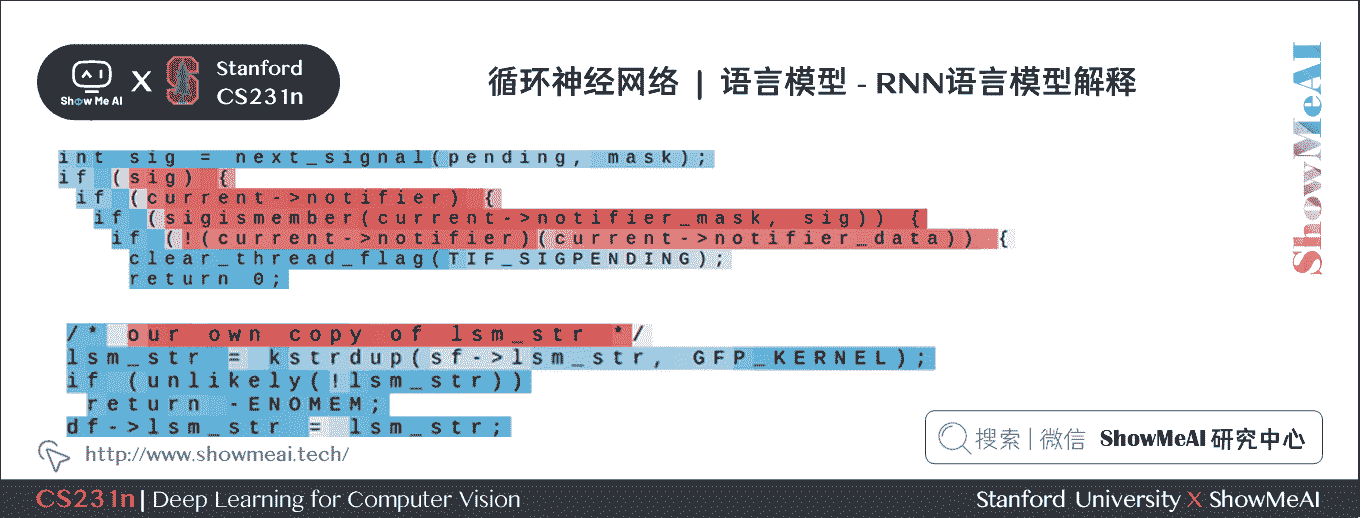 Show Me AI
X
Stanford
CS231n
循环神经网络 | 语言模型 - RNN语言模型解释
ShowMeAI
int sig = next_signal(pending, mask);
if (sig) {
if (current->notifier) {
if (sigismember(current->notifier_mask, sig)) {
if (!(current->notifier)(current->notifier_data)) {
clear_thread_flag(TIF_SIGPENDING);
return 0;
/* our own copy of lsm_str */
lsm_str = kstrdup(sf->lsm_str, GFP_KERNEL);
if (unlikely(!lsm_str))
return -ENOMEM;
df->lsm_str = lsm_str;
搜索 | 微信 ShowMeAI 研究中心
http://www.showmeai.tech/
CS231n | Deep Learning for Computer Vision
Stanford University X ShowMeAI